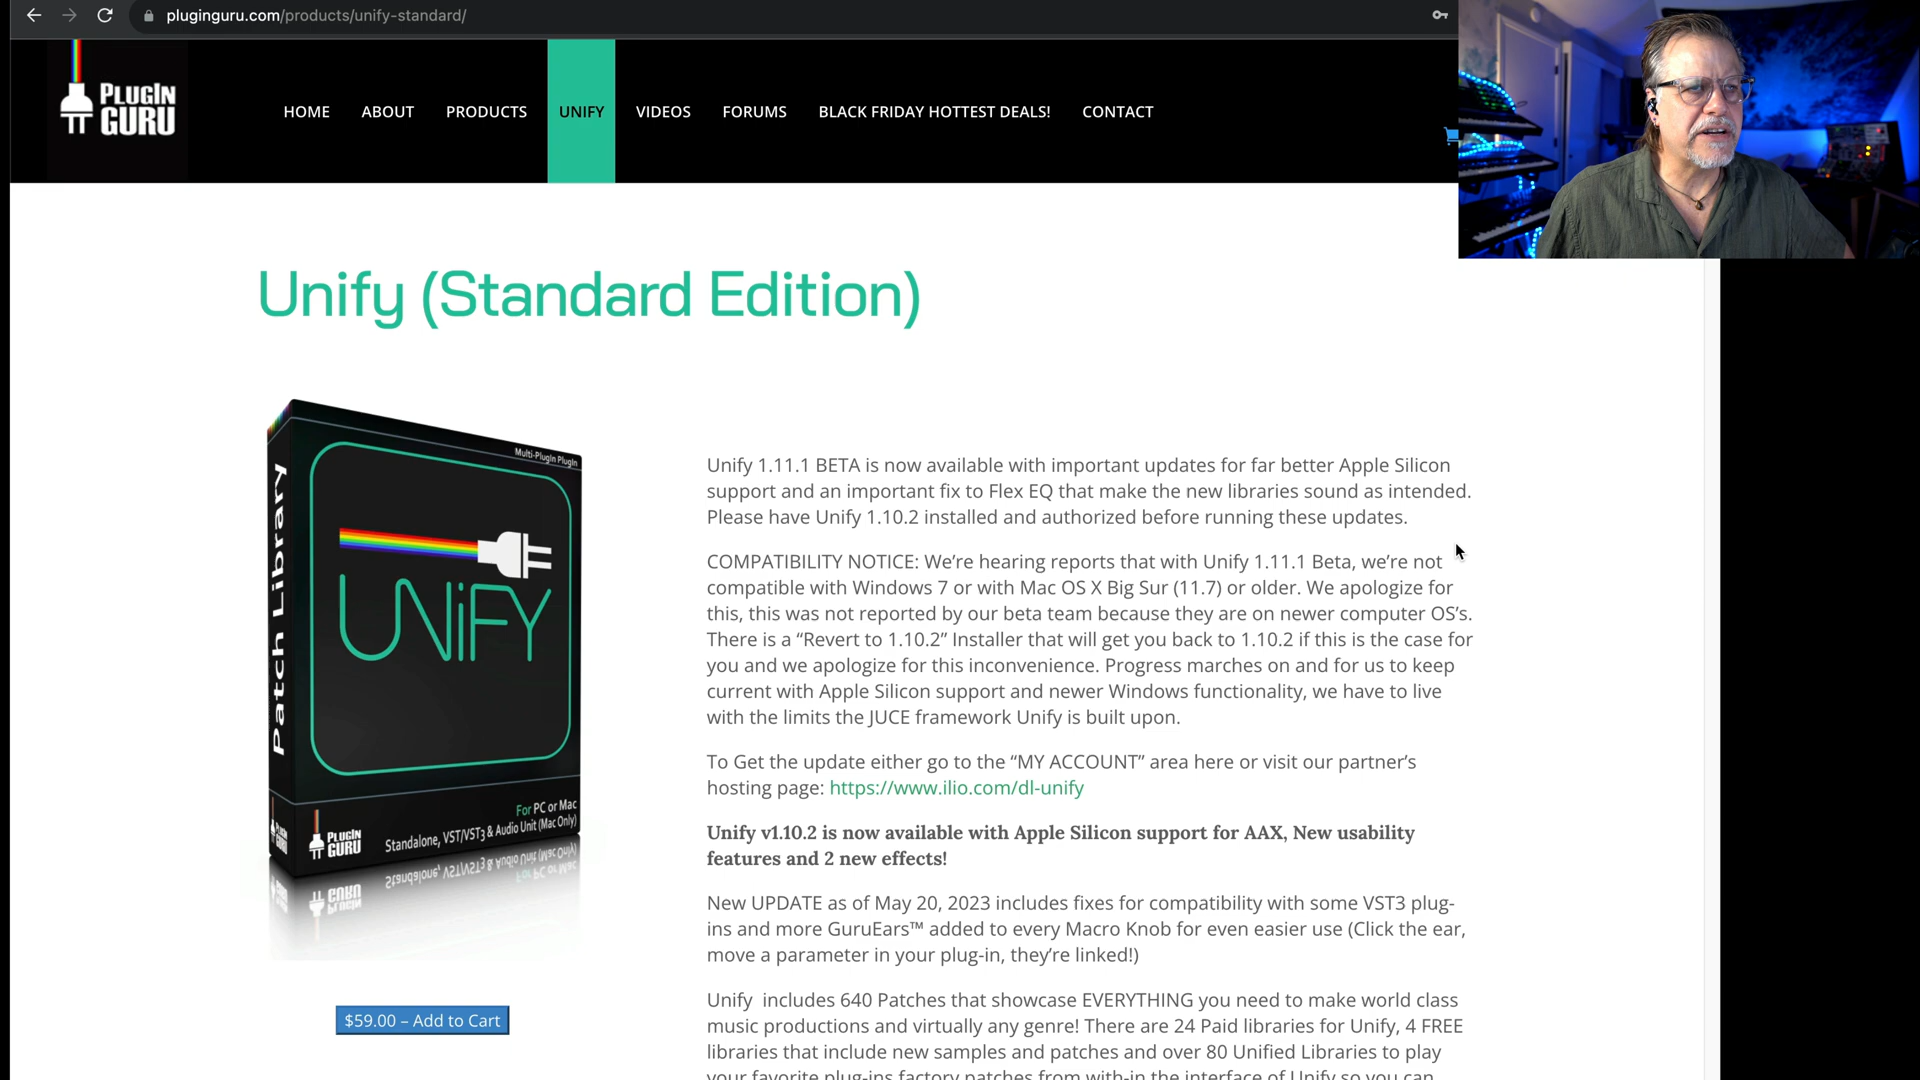 pluginguru.com/products/unify-standard/
PLUGIN
GURU
HOME ABOUT PRODUCTS UNIFY VIDEOS FORUMS BLACK FRIDAY HOTTEST DEALS! CONTACT
Unify (Standard Edition)
Multi-PlugIn PlugIn
Patch Library
UNiFY
For PC or Mac
PLUGIN
GURU
Standalone, VST/VST3 & Audio Unit (Mac Only)
$59.00 – Add to Cart
Unify 1.11.1 BETA is now available with important updates for far better Apple Silicon
support and an important fix to Flex EQ that make the new libraries sound as intended.
Please have Unify 1.10.2 installed and authorized before running these updates.
COMPATIBILITY NOTICE: We’re hearing reports that with Unify 1.11.1 Beta, we’re not
compatible with Windows 7 or with Mac OS X Big Sur (11.7) or older. We apologize for
this, this was not reported by our beta team because they are on newer computer OS’s.
There is a “Revert to 1.10.2” Installer that will get you back to 1.10.2 if this is the case for
you and we apologize for this inconvenience. Progress marches on and for us to keep
current with Apple Silicon support and newer Windows functionality, we have to live
with the limits the JUCE framework Unify is built upon.
To Get the update either go to the “MY ACCOUNT” area here or visit our partner’s
hosting page: https://www.ilio.com/dl-unify
Unify v1.10.2 is now available with Apple Silicon support for AAX, New usability
features and 2 new effects!
New UPDATE as of May 20, 2023 includes fixes for compatibility with some VST3 plug-
ins and more GuruEars™ added to every Macro Knob for even easier use (Click the ear,
move a parameter in your plug-in, they’re linked!)
Unify includes 640 Patches that showcase EVERYTHING you need to make world class
music productions and virtually any genre! There are 24 Paid libraries for Unify, 4 FREE
libraries that include new samples and patches and over 80 Unified Libraries to play
your favorite plug-ins factory patches from with-in the interface of Unify so you can